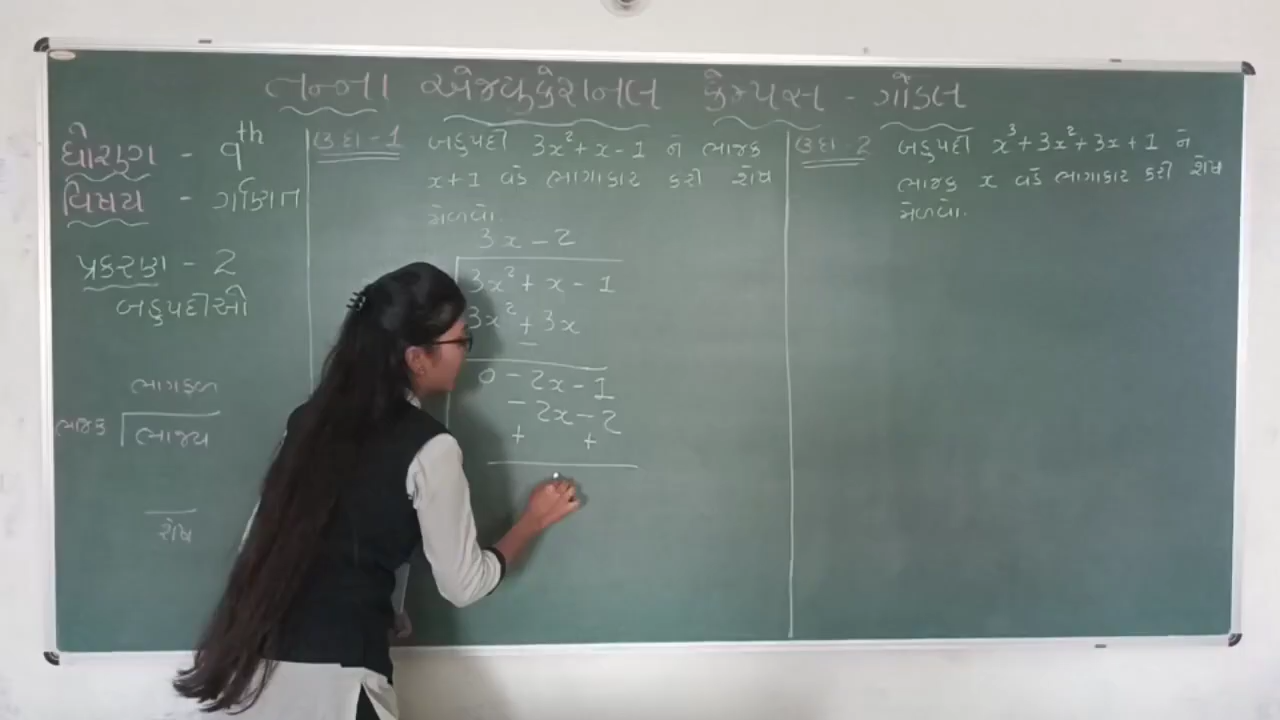 તન્ના એજ્યુકેશનલ કેમ્પસ - ગોંડલ
ધોરણ - ૯th
વિષય - ગણિત
પ્રકરણ - 2
બહુપદીઓ
ભાગફળ
ભાજક ભાજ્ય
શેષ
ઉદા-1 બહુપદી 3x² + x - 1 ને ભાજક
x + 1 વડે ભાગાકાર કરી શેષ
મેળવો.
3x - 2
3x² + x - 1
3x² + 3x
-
0 - 2x - 1
- 2x - 2
+ +
ઉદા-2 બહુપદી x³ + 3x² + 3x + 1 ને
ભાજક x વડે ભાગાકાર કરી શેષ
મેળવો.